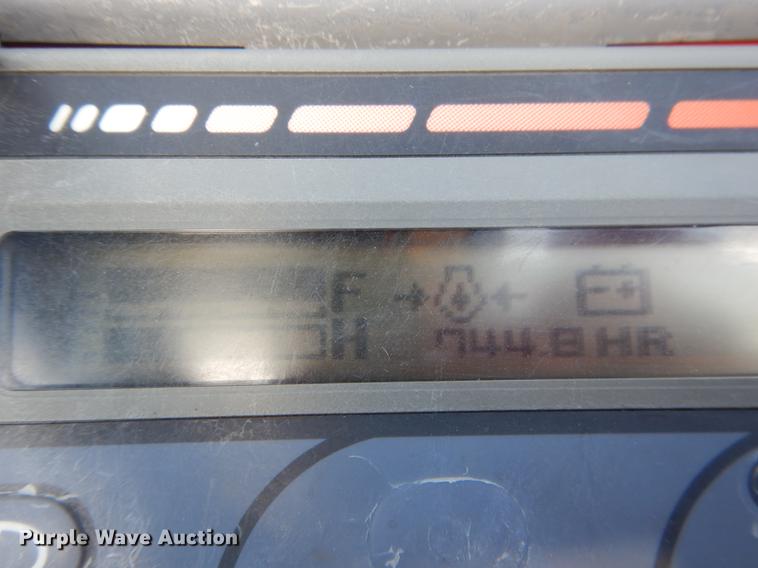 F
H 744.8 HR
Purple Wave Auction®